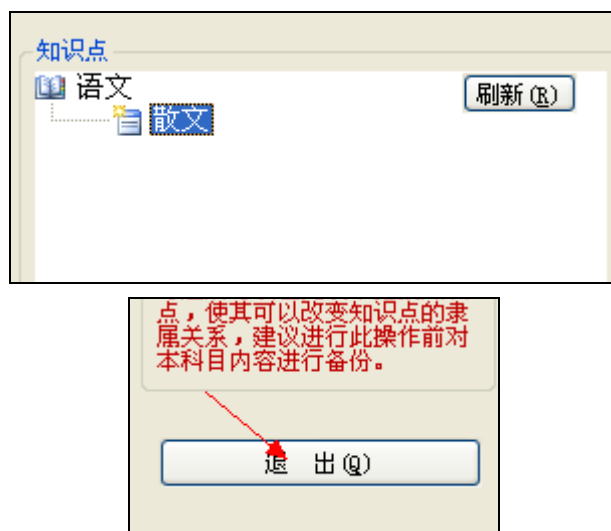 知识点
语文
刷新(R)
散文
点，使其可以改变知识点的隶
属关系，建议进行此操作前对
本科目内容进行备份。
退 出(Q)